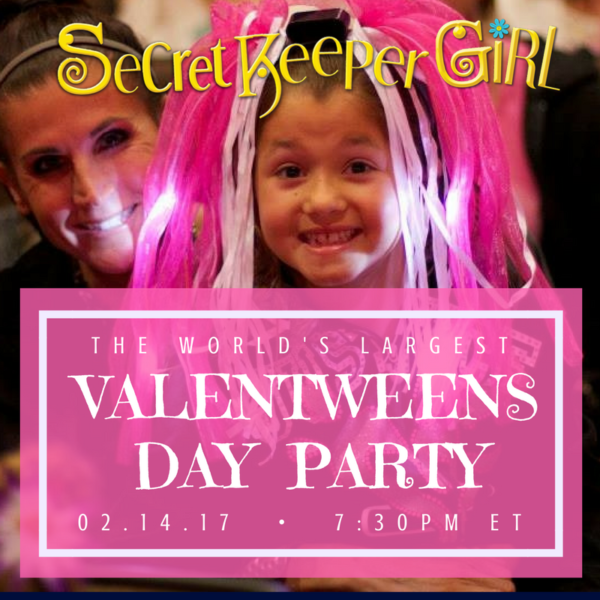 Secret Keeper Girl
THE WORLD'S LARGEST
VALENTWEENS
DAY PARTY
02.14.17 • 7:30PM ET